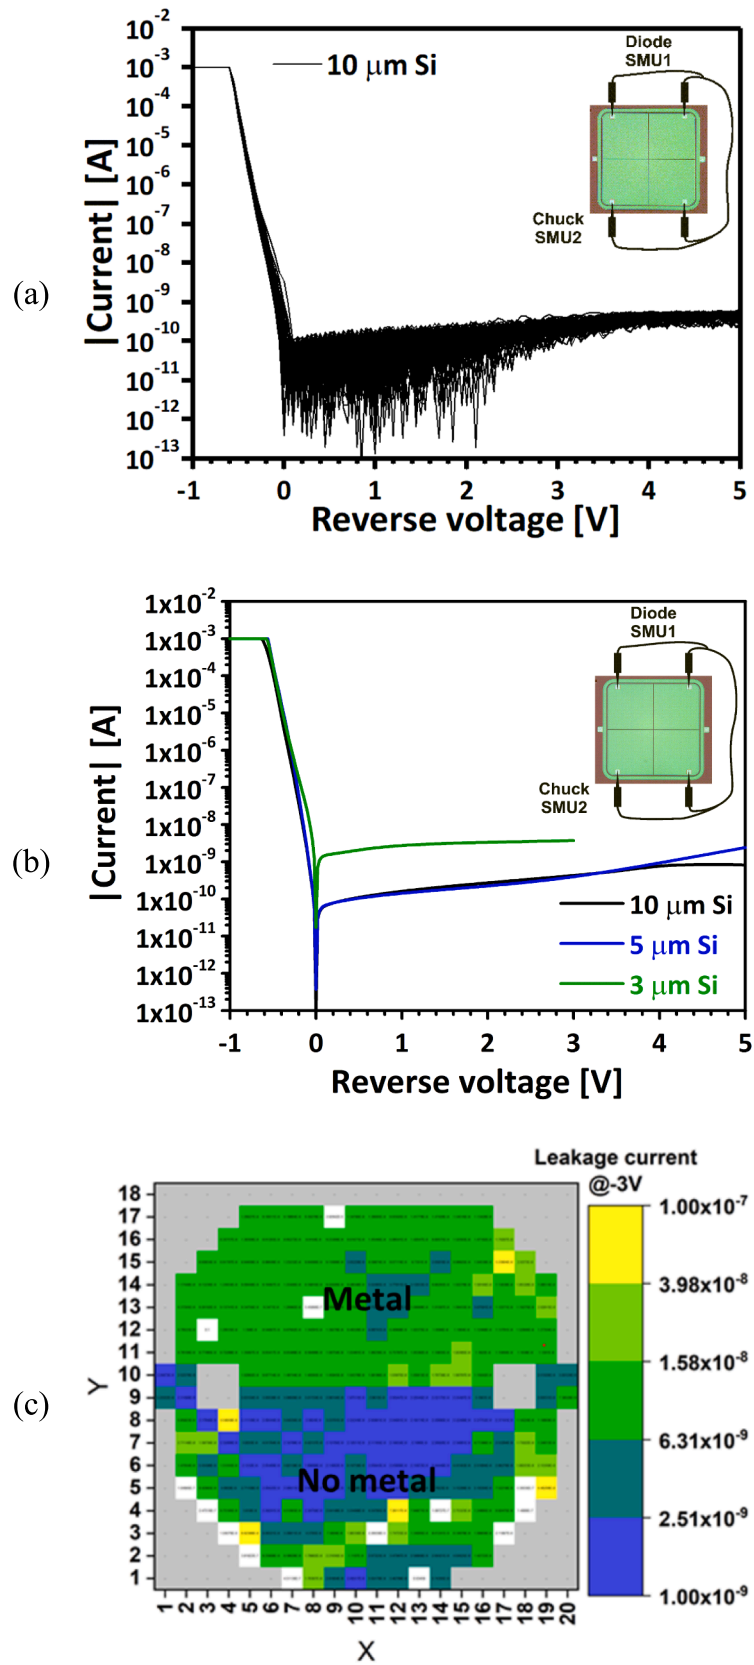 10⁻²
10⁻³
10⁻⁴
10⁻⁵
10⁻⁶
10⁻⁷
10⁻⁸
10⁻⁹
10⁻¹⁰
10⁻¹¹
10⁻¹²
10⁻¹³
|Current| [A]
10 μm Si
Diode
SMU1
Chuck
SMU2
(a)
-1 0 1 2 3 4 5
Reverse voltage [V]
1x10⁻²
1x10⁻³
1x10⁻⁴
1x10⁻⁵
1x10⁻⁶
1x10⁻⁷
1x10⁻⁸
1x10⁻⁹
1x10⁻¹⁰
1x10⁻¹¹
1x10⁻¹²
1x10⁻¹³
|Current| [A]
Diode
SMU1
Chuck
SMU2
(b)
10 μm Si
5 μm Si
3 μm Si
-1 0 1 2 3 4 5
Reverse voltage [V]
Leakage current
@-3V
1.00x10⁻⁷
3.98x10⁻⁸
1.58x10⁻⁸
6.31x10⁻⁹
2.51x10⁻⁹
1.00x10⁻⁹
18
17
16
15
14
13
12
11
10
9
8
7
6
5
4
3
2
1
Y
Metal
No metal
(c)
1 2 3 4 5 6 7 8 9 10 11 12 13 14 15 16 17 18 19 20
X